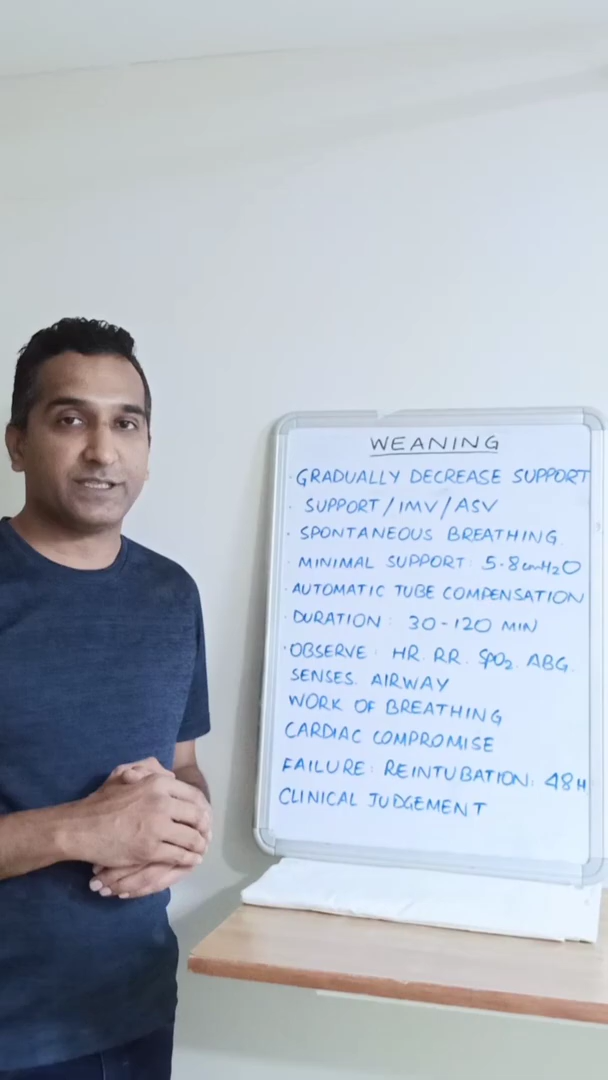 WEANING
· GRADUALLY DECREASE SUPPORT
· SUPPORT/IMV/ASV
· SPONTANEOUS BREATHING.
· MINIMAL SUPPORT: 5-8cmH2O
· AUTOMATIC TUBE COMPENSATION
· DURATION: 30-120 MIN
· OBSERVE: HR. RR. SPO2. ABG.
SENSES. AIRWAY
WORK OF BREATHING
CARDIAC COMPROMISE
FAILURE: REINTUBATION: 48H
CLINICAL JUDGEMENT